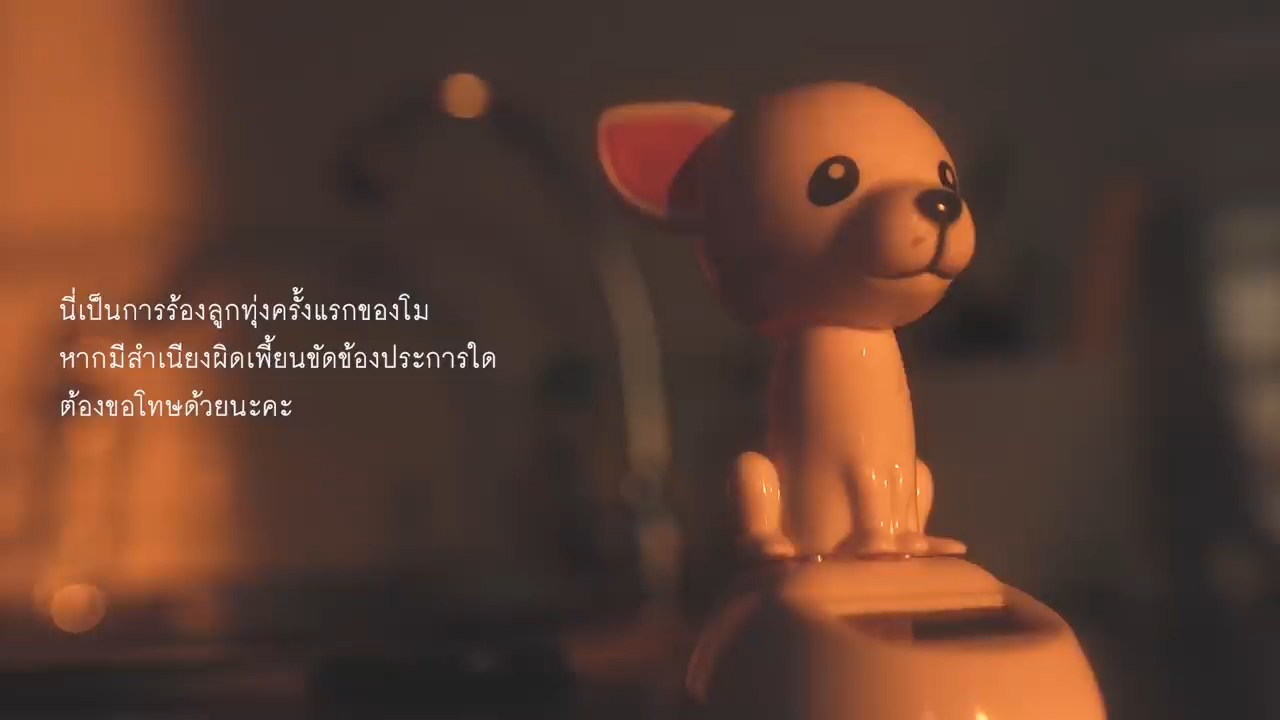 นี่เป็นการร้องลูกทุ่งครั้งแรกของโม
หากมีสำเนียงผิดเพี้ยนขัดข้องประการใด
ต้องขอโทษด้วยนะคะ